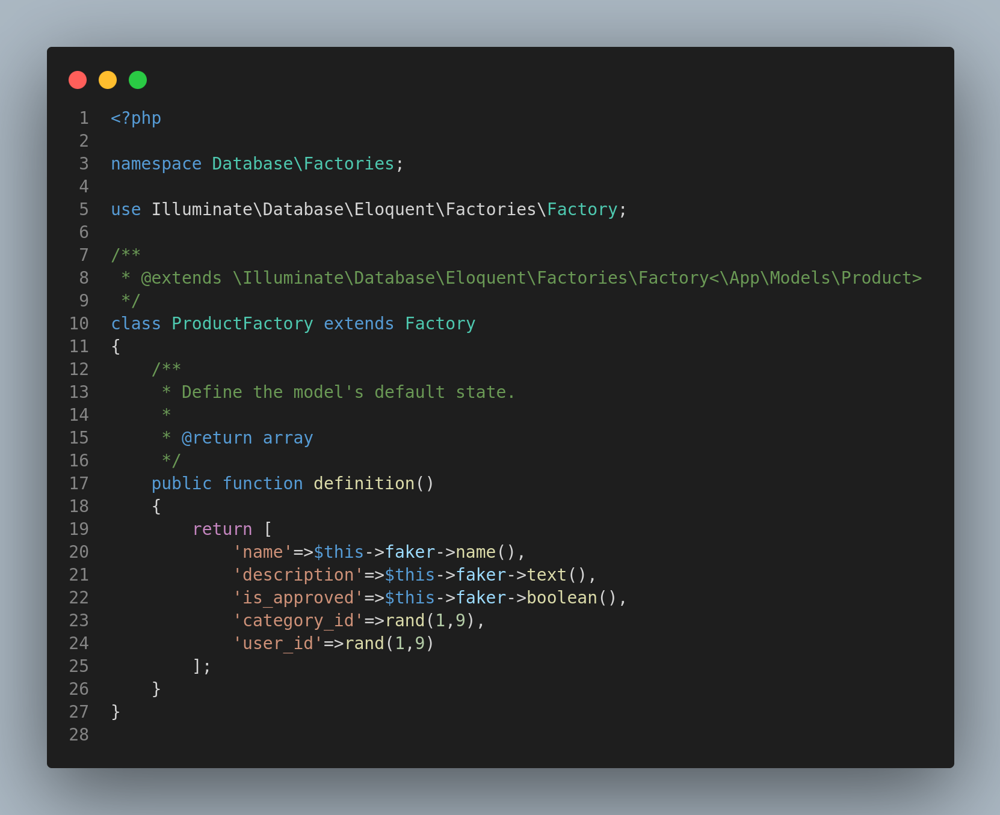 1 <?php
2
3 namespace Database\Factories;
4
5 use Illuminate\Database\Eloquent\Factories\Factory;
6
7 /**
8  * @extends \Illuminate\Database\Eloquent\Factories\Factory<\App\Models\Product>
9  */
10 class ProductFactory extends Factory
11 {
12     /**
13      * Define the model's default state.
14      *
15      * @return array
16      */
17     public function definition()
18     {
19         return [
20             'name'=>$this->faker->name(),
21             'description'=>$this->faker->text(),
22             'is_approved'=>$this->faker->boolean(),
23             'category_id'=>rand(1,9),
24             'user_id'=>rand(1,9)
25         ];
26     }
27 }
28